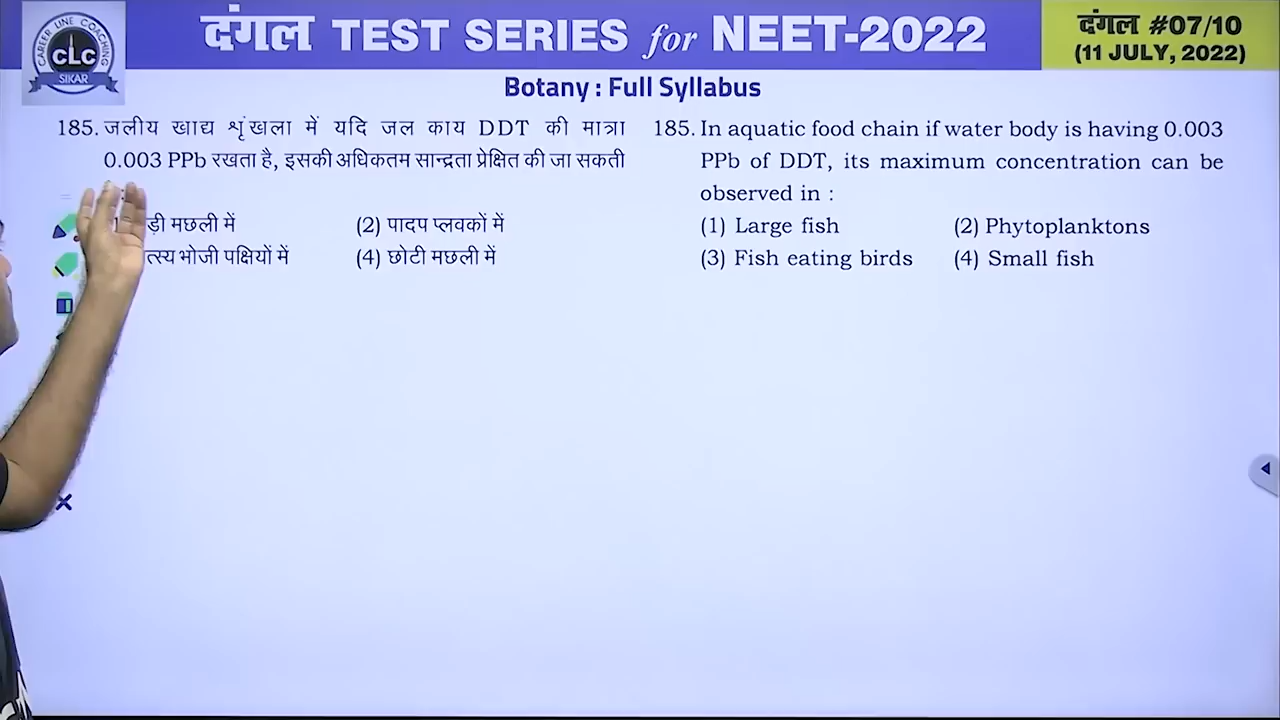 CAREER LINE COACHING
CLC
SIKAR
दंगल TEST SERIES for NEET-2022
दंगल #07/10
(11 JULY, 2022)
Botany : Full Syllabus
185. जलीय खाद्य शृंखला में यदि जल काय DDT की मात्रा
0.003 PPb रखता है, इसकी अधिकतम सान्द्रता प्रेक्षित की जा सकती
ड़ी मछली में (2) पादप प्लवकों में
त्स्य भोजी पक्षियों में (4) छोटी मछली में
185. In aquatic food chain if water body is having 0.003
PPb of DDT, its maximum concentration can be
observed in :
(1) Large fish (2) Phytoplanktons
(3) Fish eating birds (4) Small fish